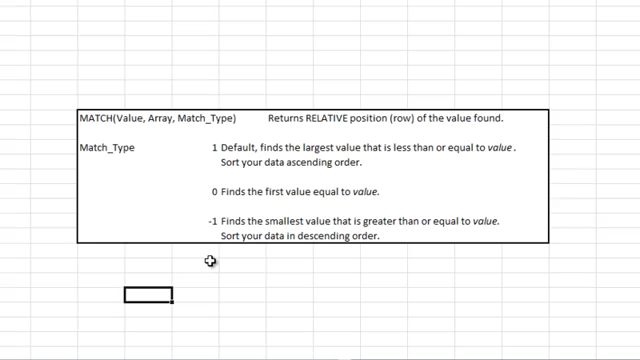 MATCH(Value, Array, Match_Type) Returns RELATIVE position (row) of the value found.
Match_Type 1 Default, finds the largest value that is less than or equal to value.
Sort your data ascending order.
0 Finds the first value equal to value.
-1 Finds the smallest value that is greater than or equal to value.
Sort your data in descending order.